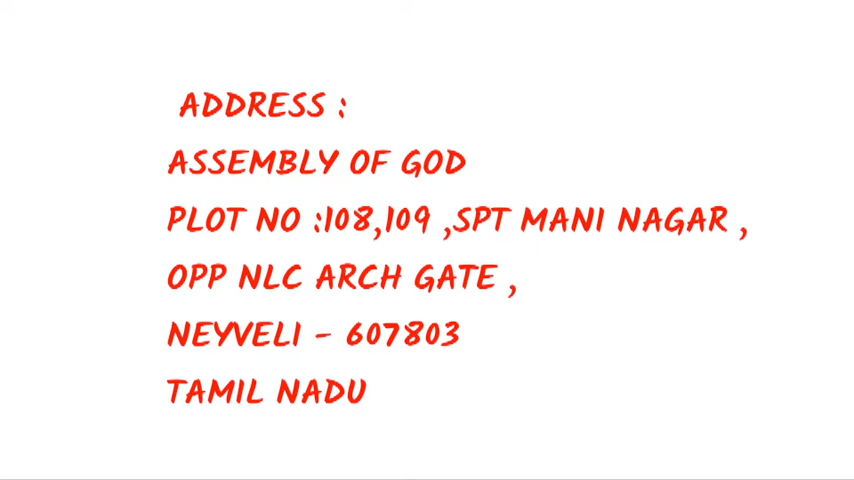 ADDRESS :
ASSEMBLY OF GOD
PLOT NO :108,109 ,SPT MANI NAGAR ,
OPP NLC ARCH GATE ,
NEYVELI - 607803
TAMIL NADU